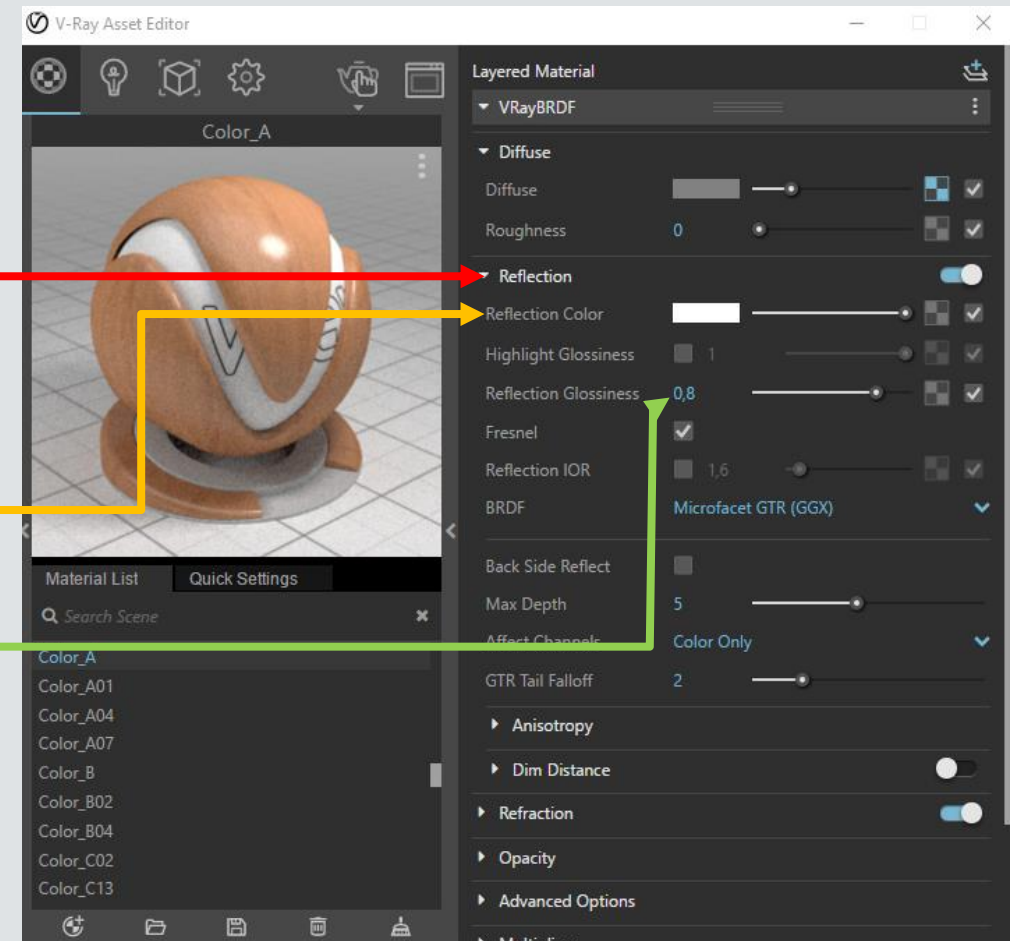 V-Ray Asset Editor
Color_A
Material List
Quick Settings
Search Scene
Color_A
Color_A01
Color_A04
Color_A07
Color_B
Color_B02
Color_B04
Color_C02
Color_C13
Layered Material
VRayBRDF
Diffuse
Diffuse
Roughness 0
Reflection
Reflection Color
Highlight Glossiness 1
Reflection Glossiness 0,8
Fresnel
Reflection IOR 1,6
BRDF Microfacet GTR (GGX)
Back Side Reflect
Max Depth 5
Affect Channels Color Only
GTR Tail Falloff 2
Anisotropy
Dim Distance
Refraction
Opacity
Advanced Options